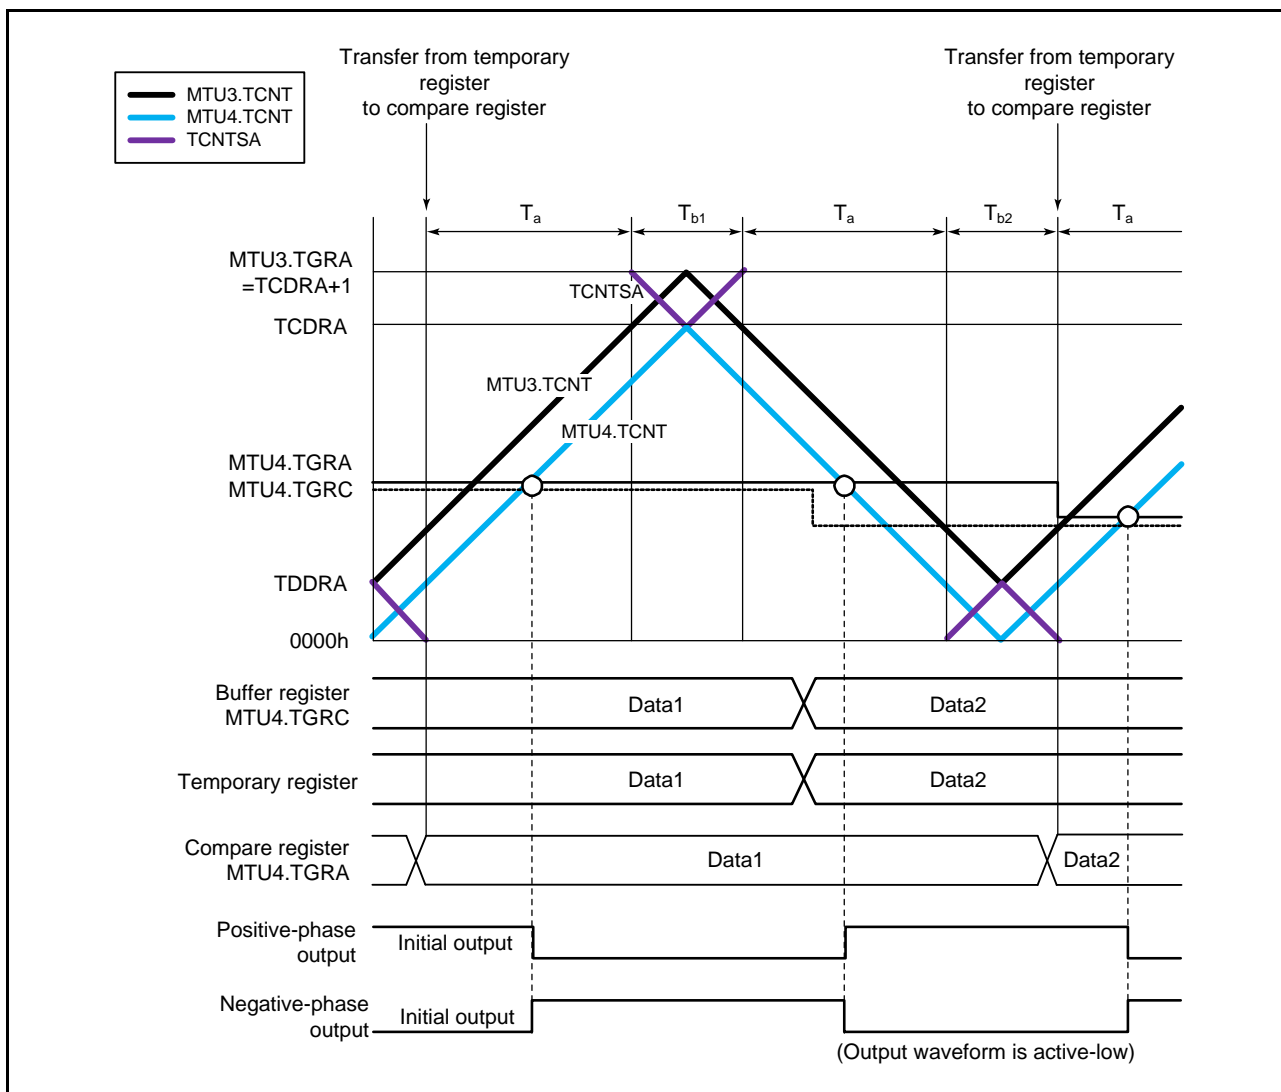 Transfer from temporary
register
to compare register
Transfer from temporary
register
to compare register
MTU3.TCNT
MTU4.TCNT
TCNTSA
Ta
Tb1
Ta
Tb2
Ta
MTU3.TGRA
=TCDRA+1
TCNTSA
TCDRA
MTU3.TCNT
MTU4.TCNT
MTU4.TGRA
MTU4.TGRC
TDDRA
0000h
Buffer register
MTU4.TGRC
Data1
Data2
Temporary register
Data1
Data2
Compare register
MTU4.TGRA
Data1
Data2
Positive-phase
output
Initial output
Negative-phase
output
Initial output
(Output waveform is active-low)